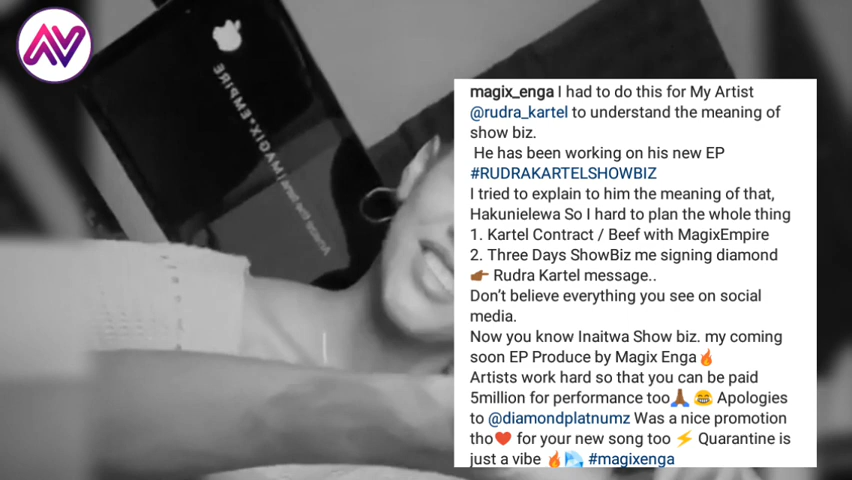 AV
MAGIX★EMPIRE
magix_enga I had to do this for My Artist
@rudra_kartel to understand the meaning of
show biz.
He has been working on his new EP
#RUDRAKARTELSHOWBIZ
I tried to explain to him the meaning of that,
Hakunielewa So I hard to plan the whole thing
1. Kartel Contract / Beef with MagixEmpire
2. Three Days ShowBiz me signing diamond
👉🏾 Rudra Kartel message..
Don’t believe everything you see on social
media.
Now you know Inaitwa Show biz. my coming
soon EP Produce by Magix Enga🔥
Artists work hard so that you can be paid
5million for performance too🙏🏾 😂 Apologies
to @diamondplatnumz Was a nice promotion
tho❤️ for your new song too ⚡ Quarantine is
just a vibe 🔥💨 #magixenga